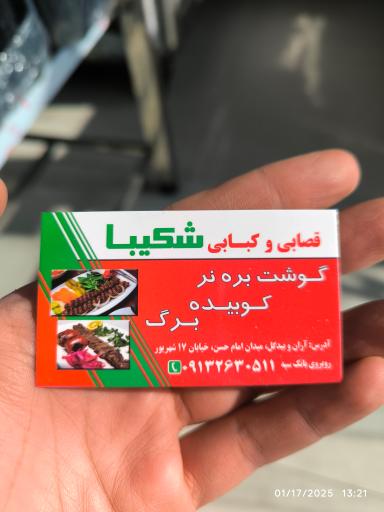 قصابی و کبابی شکیبا
گوشت بره نر
کوبیده
برگ
آدرس: آران و بیدگل، میدان امام حسن، خیابان ۱۷ شهریور
روبروی بانک سپه ۰۹۱۳۲۶۳۰۵۱۱
01/17/2025 13:21